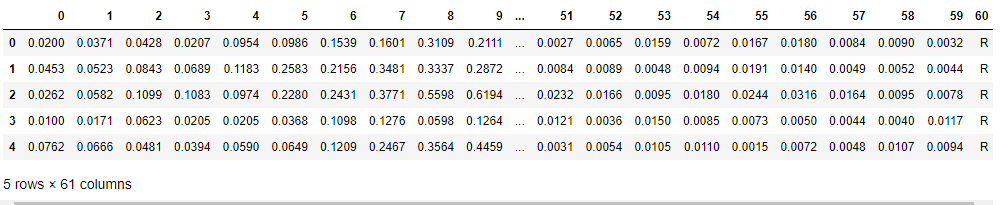 0 1 2 3 4 5 6 7 8 9 ... 51 52 53 54 55 56 57 58 59 60
0 0.0200 0.0371 0.0428 0.0207 0.0954 0.0986 0.1539 0.1601 0.3109 0.2111 ... 0.0027 0.0065 0.0159 0.0072 0.0167 0.0180 0.0084 0.0090 0.0032 R
1 0.0453 0.0523 0.0843 0.0689 0.1183 0.2583 0.2156 0.3481 0.3337 0.2872 ... 0.0084 0.0089 0.0048 0.0094 0.0191 0.0140 0.0049 0.0052 0.0044 R
2 0.0262 0.0582 0.1099 0.1083 0.0974 0.2280 0.2431 0.3771 0.5598 0.6194 ... 0.0232 0.0166 0.0095 0.0180 0.0244 0.0316 0.0164 0.0095 0.0078 R
3 0.0100 0.0171 0.0623 0.0205 0.0205 0.0368 0.1098 0.1276 0.0598 0.1264 ... 0.0121 0.0036 0.0150 0.0085 0.0073 0.0050 0.0044 0.0040 0.0117 R
4 0.0762 0.0666 0.0481 0.0394 0.0590 0.0649 0.1209 0.2467 0.3564 0.4459 ... 0.0031 0.0054 0.0105 0.0110 0.0015 0.0072 0.0048 0.0107 0.0094 R
5 rows × 61 columns